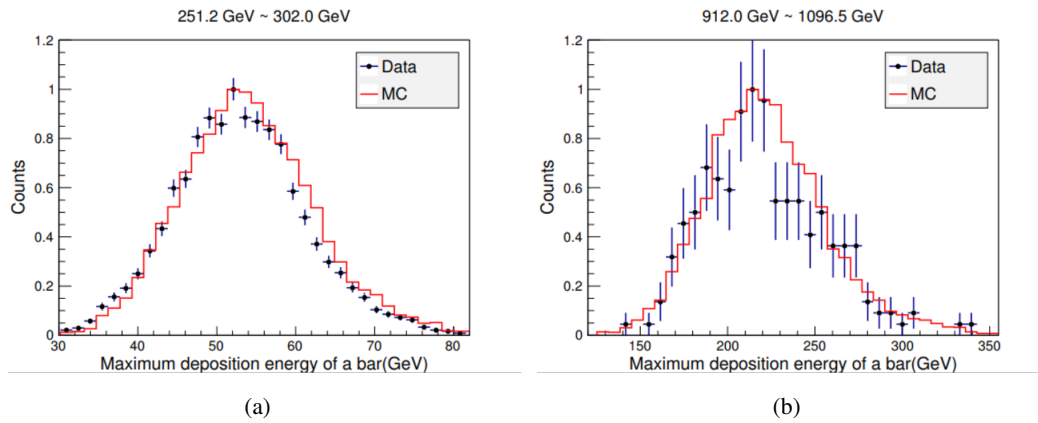 251.2 GeV ~ 302.0 GeV
1.2
1
0.8
0.6
0.4
0.2
0
Counts
Data
MC
30 40 50 60 70 80
Maximum deposition energy of a bar(GeV)
(a)
912.0 GeV ~ 1096.5 GeV
1.2
1
0.8
0.6
0.4
0.2
0
Counts
Data
MC
150 200 250 300 350
Maximum deposition energy of a bar(GeV)
(b)